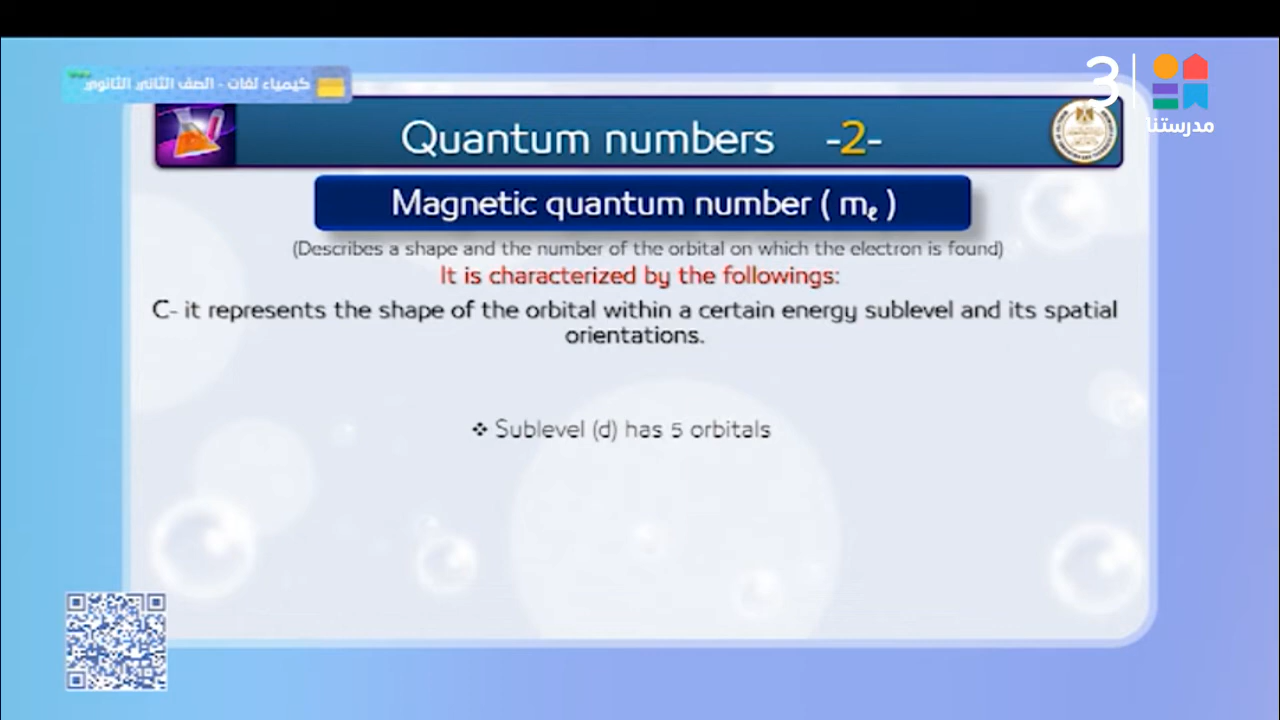 كيمياء لغات - الصف الثاني الثانوي
3
مدرستنا
Quantum numbers -2-
Magnetic quantum number ( mℓ )
(Describes a shape and the number of the orbital on which the electron is found)
It is characterized by the followings:
C- it represents the shape of the orbital within a certain energy sublevel and its spatial
orientations.
❖ Sublevel (d) has 5 orbitals